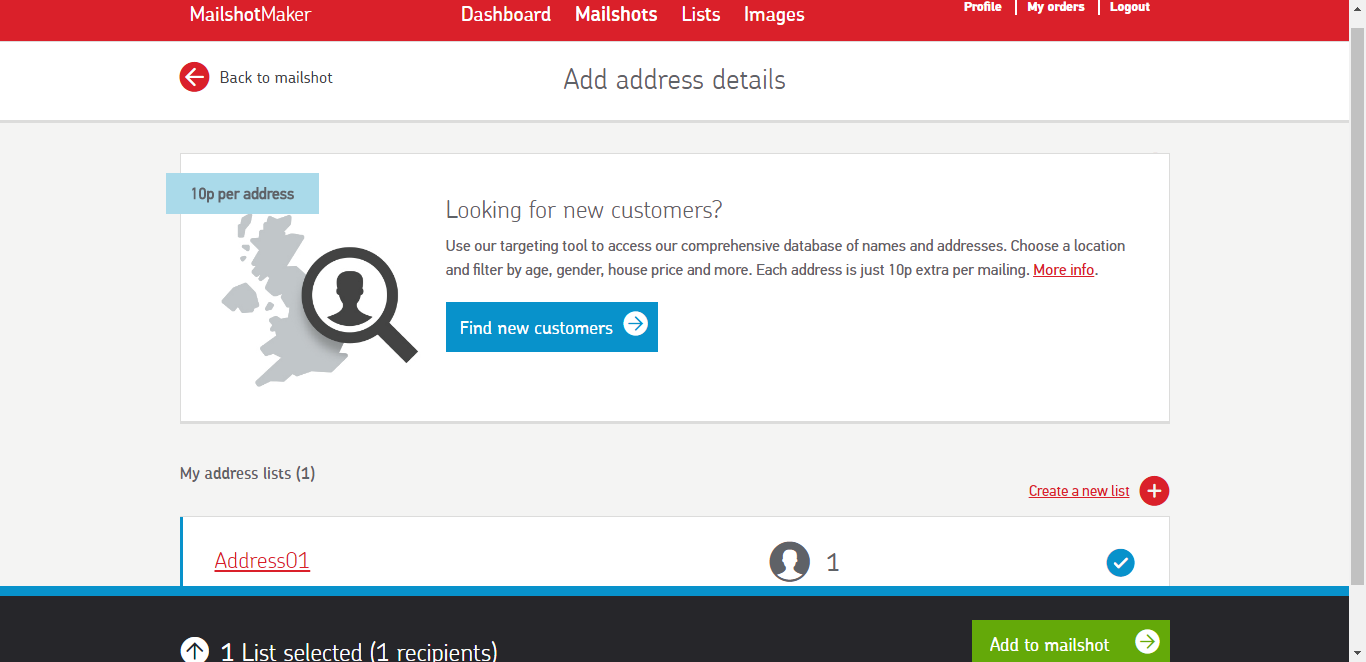 MailshotMaker Dashboard Mailshots Lists Images Profile My orders Logout
Back to mailshot
Add address details
10p per address
Looking for new customers?
Use our targeting tool to access our comprehensive database of names and addresses. Choose a location
and filter by age, gender, house price and more. Each address is just 10p extra per mailing. More info.
Find new customers
My address lists (1)
Create a new list
Address01 1
1 List selected (1 recipients)
Add to mailshot